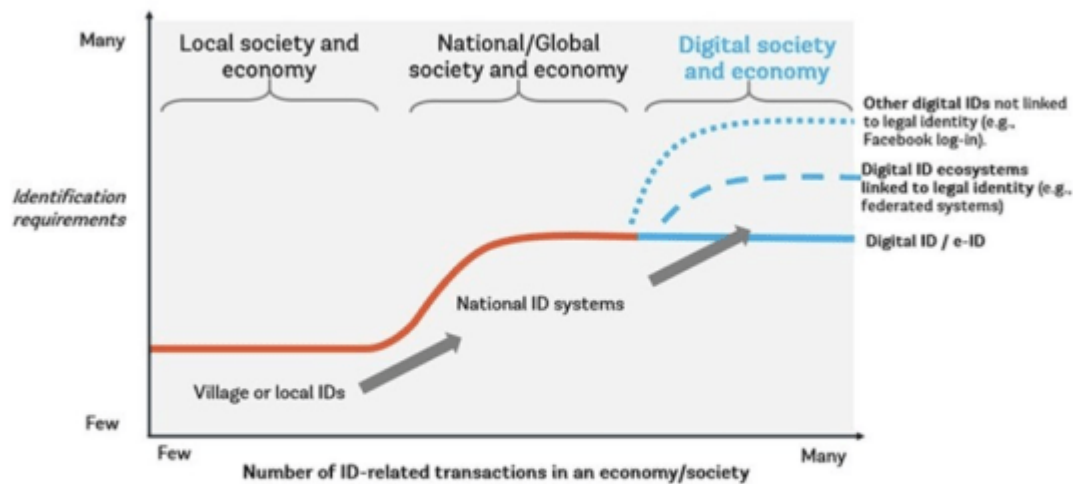 Many
Local society and
economy
National/Global
society and economy
Digital society
and economy
Other digital IDs not linked
to legal identity (e.g.,
Facebook log-in).
Digital ID ecosystems
linked to legal identity (e.g.,
federated systems)
Identification
requirements
Digital ID / e-ID
National ID systems
Village or local IDs
Few
Few
Many
Number of ID-related transactions in an economy/society